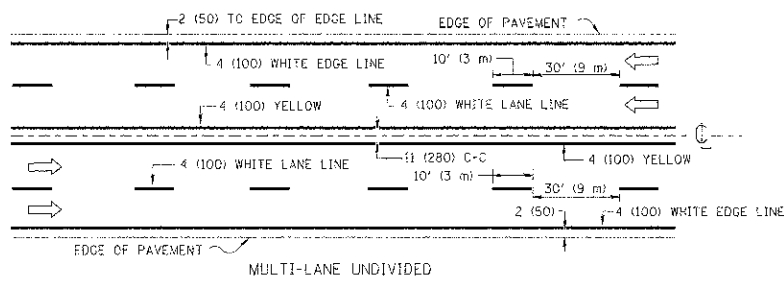 2 (50) TO EDGE OF EDGE LINE
EDGE OF PAVEMENT
4 (100) WHITE EDGE LINE
10' (3 m)
30' (9 m)
4 (100) YELLOW
4 (100) WHITE LANE LINE
℄
4 (100) WHITE LANE LINE
11 (280) C-C
4 (100) YELLOW
10' (3 m)
30' (9 m)
2 (50)
4 (100) WHITE EDGE LINE
EDGE OF PAVEMENT
MULTI-LANE UNDIVIDED